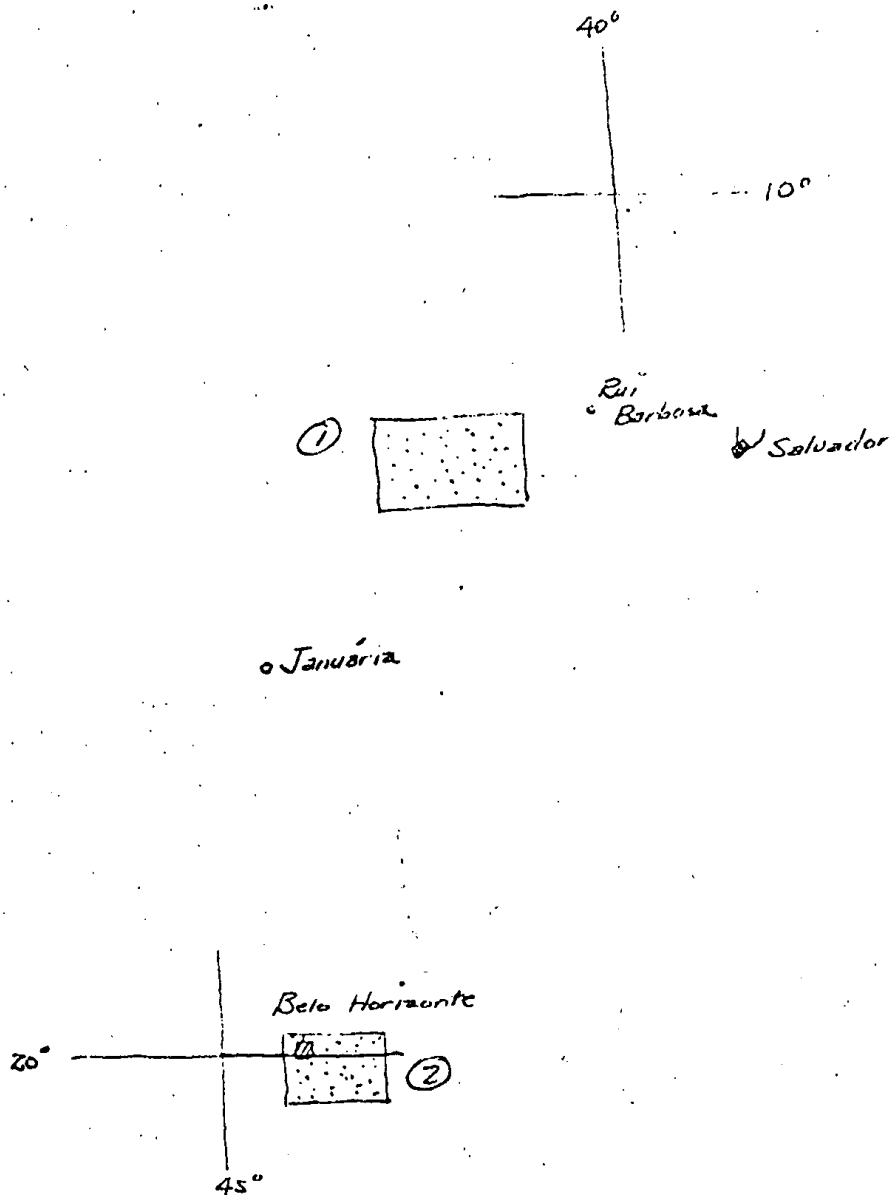 40°
10°
Rui
Barbosa
① Salvador
Januária
Belo Horizonte
20°
②
45°